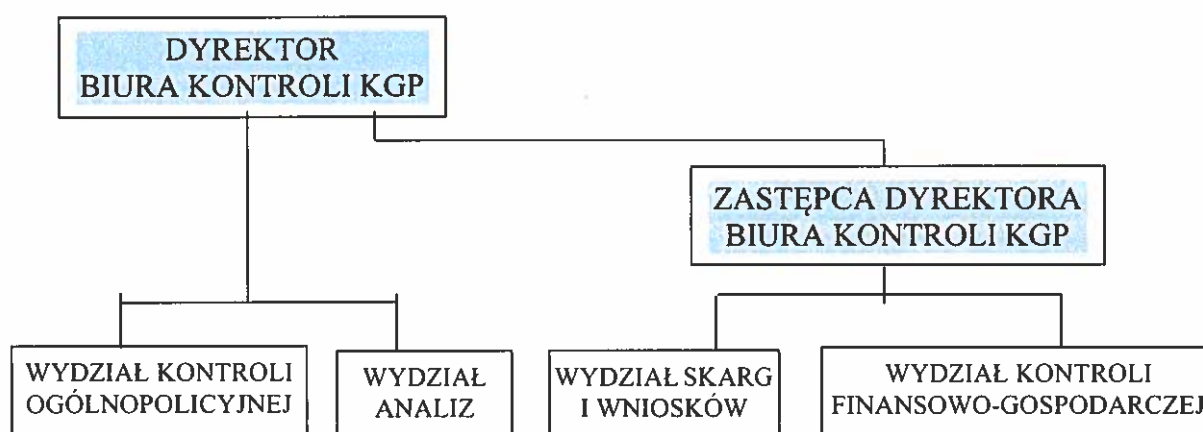 DYREKTOR
BIURA KONTROLI KGP
ZASTĘPCA DYREKTORA
BIURA KONTROLI KGP
WYDZIAŁ KONTROLI
OGÓLNOPOLICYJNEJ
WYDZIAŁ
ANALIZ
WYDZIAŁ SKARG
I WNIOSKÓW
WYDZIAŁ KONTROLI
FINANSOWO-GOSPODARCZEJ